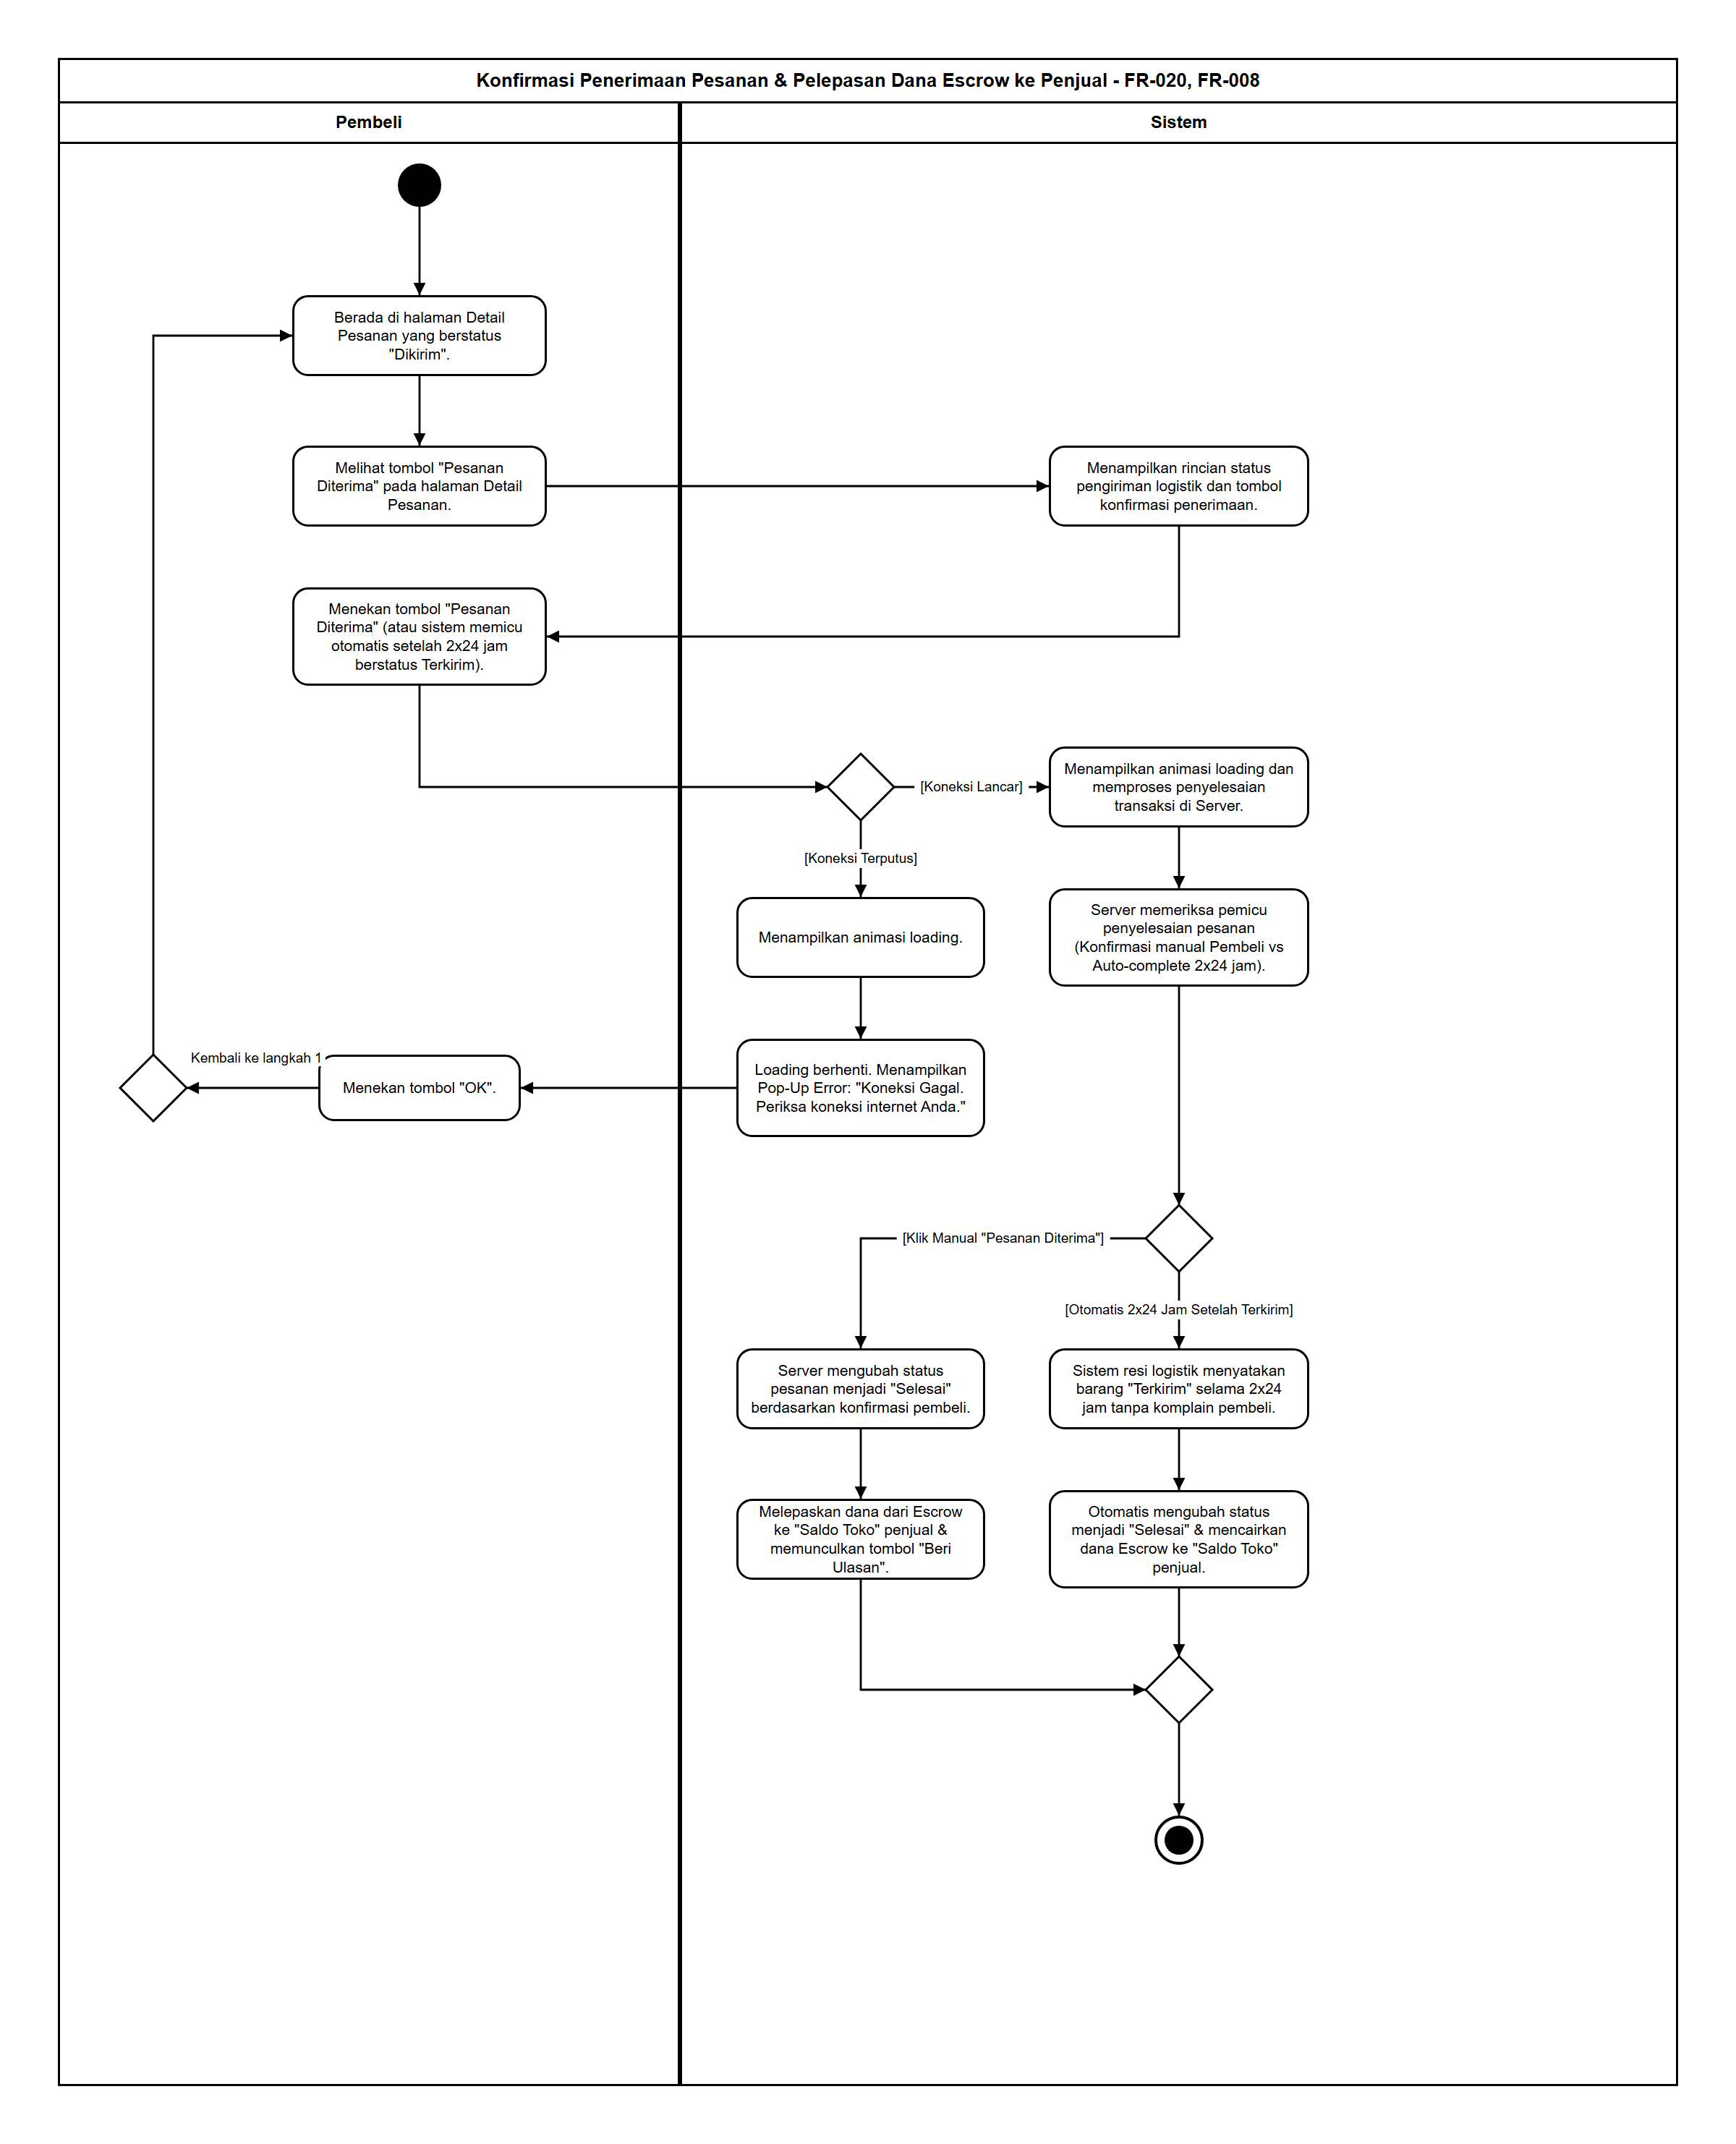 Konfirmasi Penerimaan Pesanan & Pelepasan Dana Escrow ke Penjual - FR-020, FR-008
Pembeli
Sistem
Berada di halaman Detail
Pesanan yang berstatus
"Dikirim".
Melihat tombol "Pesanan
Diterima" pada halaman Detail
Pesanan.
Menampilkan rincian status
pengiriman logistik dan tombol
konfirmasi penerimaan.
Menekan tombol "Pesanan
Diterima" (atau sistem memicu
otomatis setelah 2x24 jam
berstatus Terkirim).
[Koneksi Lancar]
Menampilkan animasi loading dan
memproses penyelesaian
transaksi di Server.
[Koneksi Terputus]
Menampilkan animasi loading.
Server memeriksa pemicu
penyelesaian pesanan
(Konfirmasi manual Pembeli vs
Auto-complete 2x24 jam).
Loading berhenti. Menampilkan
Pop-Up Error: "Koneksi Gagal.
Periksa koneksi internet Anda."
Menekan tombol "OK".
Kembali ke langkah 1
[Klik Manual "Pesanan Diterima"]
[Otomatis 2x24 Jam Setelah Terkirim]
Server mengubah status
pesanan menjadi "Selesai"
berdasarkan konfirmasi pembeli.
Sistem resi logistik menyatakan
barang "Terkirim" selama 2x24
jam tanpa komplain pembeli.
Melepaskan dana dari Escrow
ke "Saldo Toko" penjual &
memunculkan tombol "Beri
Ulasan".
Otomatis mengubah status
menjadi "Selesai" & mencairkan
dana Escrow ke "Saldo Toko"
penjual.